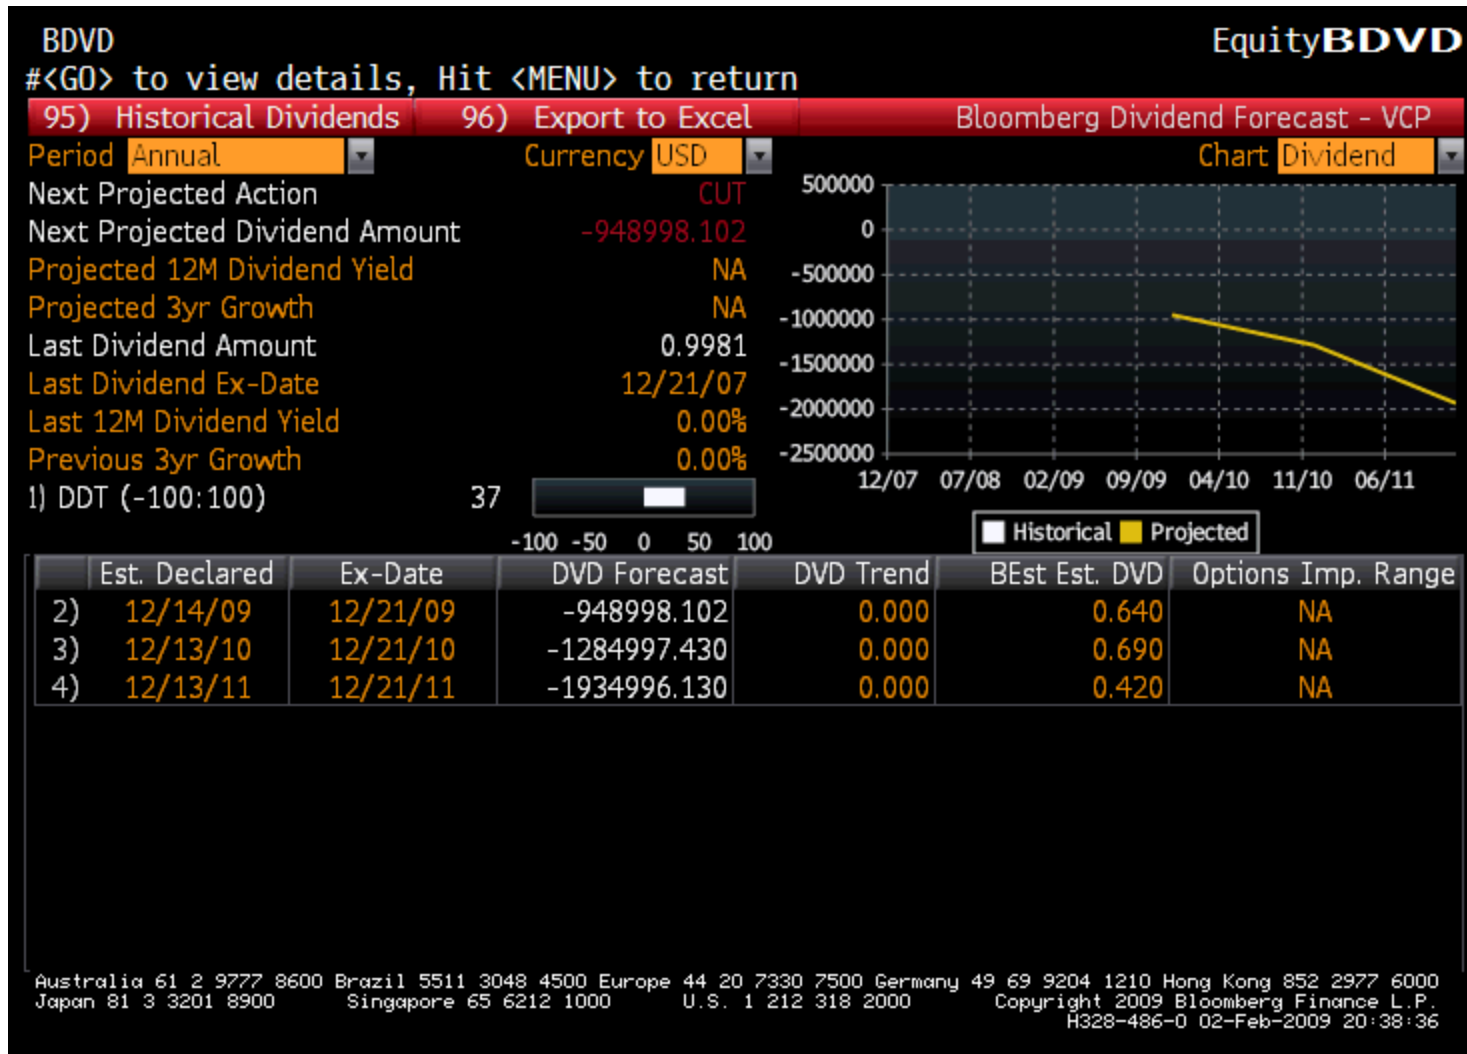 BDVD EquityBDVD
#<GO> to view details, Hit <MENU> to return
95) Historical Dividends 96) Export to Excel Bloomberg Dividend Forecast - VCP
Period Annual Currency USD Chart Dividend
Next Projected Action CUT
Next Projected Dividend Amount -948998.102
Projected 12M Dividend Yield NA
Projected 3yr Growth NA
Last Dividend Amount 0.9981
Last Dividend Ex-Date 12/21/07
Last 12M Dividend Yield 0.00%
Previous 3yr Growth 0.00%
1) DDT (-100:100) 37
-100 -50 0 50 100
500000
0
-500000
-1000000
-1500000
-2000000
-2500000
12/07 07/08 02/09 09/09 04/10 11/10 06/11
Historical Projected
Est. Declared Ex-Date DVD Forecast DVD Trend BEst Est. DVD Options Imp. Range
2) 12/14/09 12/21/09 -948998.102 0.000 0.640 NA
3) 12/13/10 12/21/10 -1284997.430 0.000 0.690 NA
4) 12/13/11 12/21/11 -1934996.130 0.000 0.420 NA
Australia 61 2 9777 8600 Brazil 5511 3048 4500 Europe 44 20 7330 7500 Germany 49 69 9204 1210 Hong Kong 852 2977 6000
Japan 81 3 3201 8900 Singapore 65 6212 1000 U.S. 1 212 318 2000 Copyright 2009 Bloomberg Finance L.P.
H328-486-0 02-Feb-2009 20:38:36